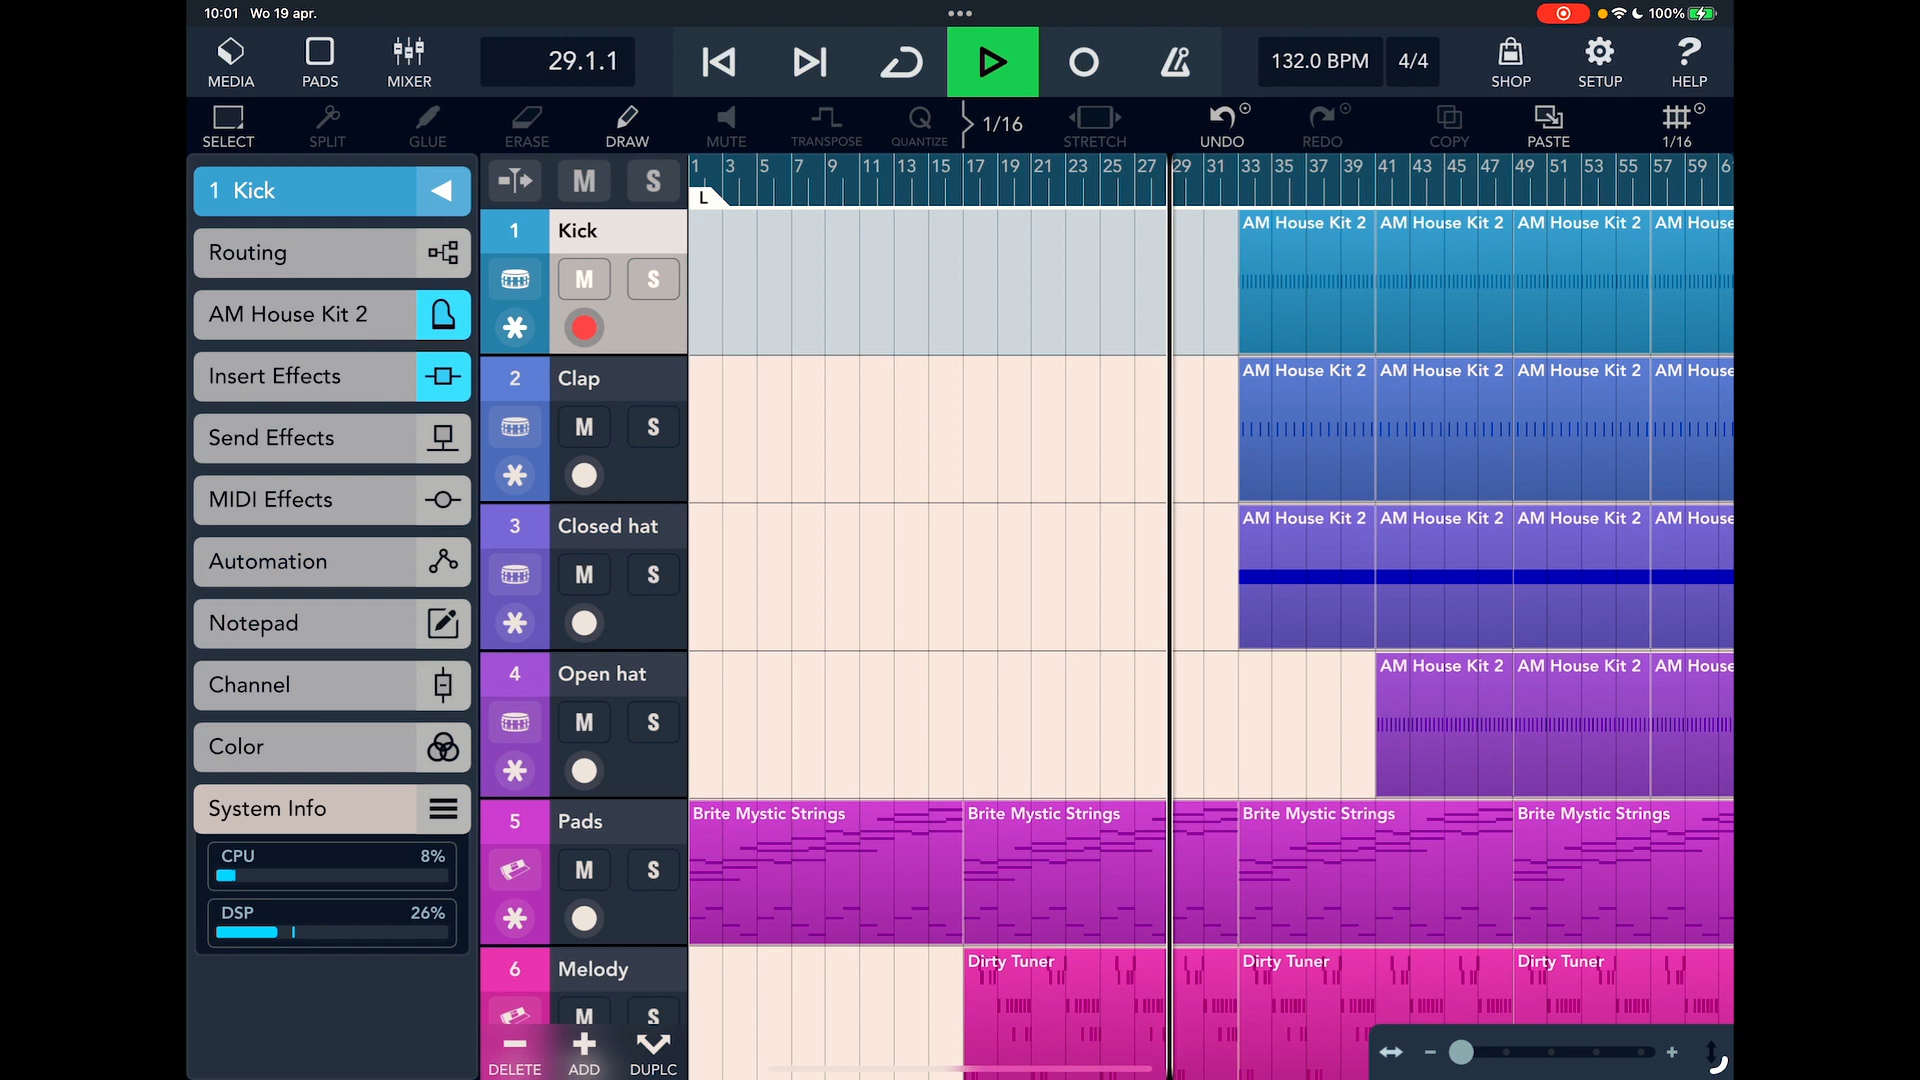 10:01 Wo 19 apr.
100%
MEDIA
PADS
MIXER
29.1.1
132.0 BPM
4/4
SHOP
SETUP
HELP
SELECT
SPLIT
GLUE
ERASE
DRAW
MUTE
TRANSPOSE
QUANTIZE
1/16
STRETCH
UNDO
REDO
COPY
PASTE
1/16
1 Kick
Routing
AM House Kit 2
Insert Effects
Send Effects
MIDI Effects
Automation
Notepad
Channel
Color
System Info
CPU 8%
DSP 26%
M S
1 3 5 7 9 11 13 15 17 19 21 23 25 27 29 31 33 35 37 39 41 43 45 47 49 51 53 55 57 59 6
L
1 Kick
M S
AM House Kit 2 AM House Kit 2 AM House Kit 2 AM House
2 Clap
M S
AM House Kit 2 AM House Kit 2 AM House Kit 2 AM House
3 Closed hat
M S
AM House Kit 2 AM House Kit 2 AM House Kit 2 AM House
4 Open hat
M S
AM House Kit 2 AM House Kit 2 AM House
5 Pads
M S
Brite Mystic Strings Brite Mystic Strings Brite Mystic Strings Brite Mystic Strings
6 Melody
M S
Dirty Tuner Dirty Tuner Dirty Tuner
DELETE
ADD
DUPLC